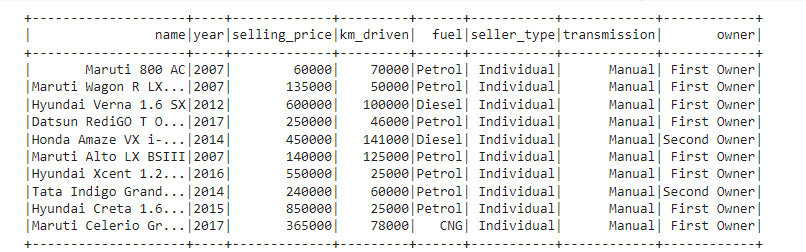 +--------------------+----+-------------+---------+------+-----------+------------+------------+
|                name|year|selling_price|km_driven|  fuel|seller_type|transmission|       owner|
+--------------------+----+-------------+---------+------+-----------+------------+------------+
|       Maruti 800 AC|2007|        60000|    70000|Petrol| Individual|      Manual| First Owner|
|Maruti Wagon R LX...|2007|       135000|    50000|Petrol| Individual|      Manual| First Owner|
|Hyundai Verna 1.6 SX|2012|       600000|   100000|Diesel| Individual|      Manual| First Owner|
|Datsun RediGO T O...|2017|       250000|    46000|Petrol| Individual|      Manual| First Owner|
|Honda Amaze VX i-...|2014|       450000|   141000|Diesel| Individual|      Manual|Second Owner|
|Maruti Alto LX BSIII|2007|       140000|   125000|Petrol| Individual|      Manual| First Owner|
|Hyundai Xcent 1.2...|2016|       550000|    25000|Petrol| Individual|      Manual| First Owner|
|Tata Indigo Grand...|2014|       240000|    60000|Petrol| Individual|      Manual|Second Owner|
|Hyundai Creta 1.6...|2015|       850000|    25000|Petrol| Individual|      Manual| First Owner|
|Maruti Celerio Gr...|2017|       365000|    78000|   CNG| Individual|      Manual| First Owner|
+--------------------+----+-------------+---------+------+-----------+------------+------------+